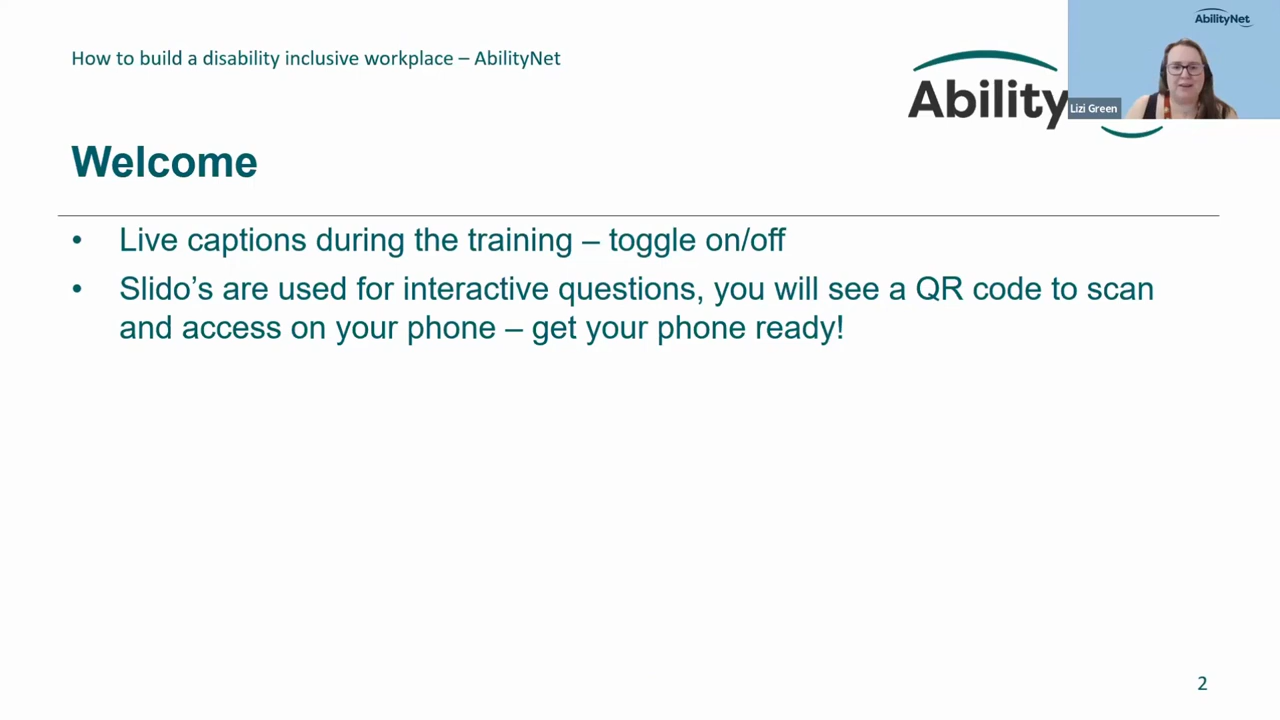 How to build a disability inclusive workplace – AbilityNet
AbilityNet
Ability
Lizi Green
Welcome
• Live captions during the training – toggle on/off
• Slido’s are used for interactive questions, you will see a QR code to scan
and access on your phone – get your phone ready!
2